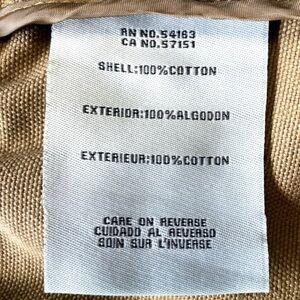 RN NO.54163
CA NO.57151
SHELL:100%COTTON
EXTERIOR:100%ALGODON
EXTERIEUR:100%COTTON
CARE ON REVERSE
CUIDADO AL REVERSO
SOIN SUR L'INVERSE